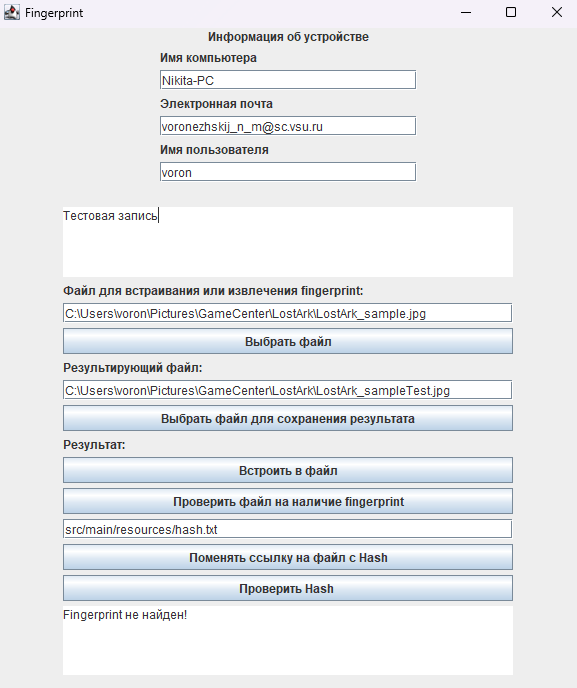 Fingerprint
Информация об устройстве
Имя компьютера
Nikita-PC
Электронная почта
voronezhskij_n_m@sc.vsu.ru
Имя пользователя
voron
Тестовая запись
Файл для встраивания или извлечения fingerprint:
C:\Users\voron\Pictures\GameCenter\LostArk\LostArk_sample.jpg
Выбрать файл
Результирующий файл:
C:\Users\voron\Pictures\GameCenter\LostArk\LostArk_sampleTest.jpg
Выбрать файл для сохранения результата
Результат:
Встроить в файл
Проверить файл на наличие fingerprint
src/main/resources/hash.txt
Поменять ссылку на файл с Hash
Проверить Hash
Fingerprint не найден!